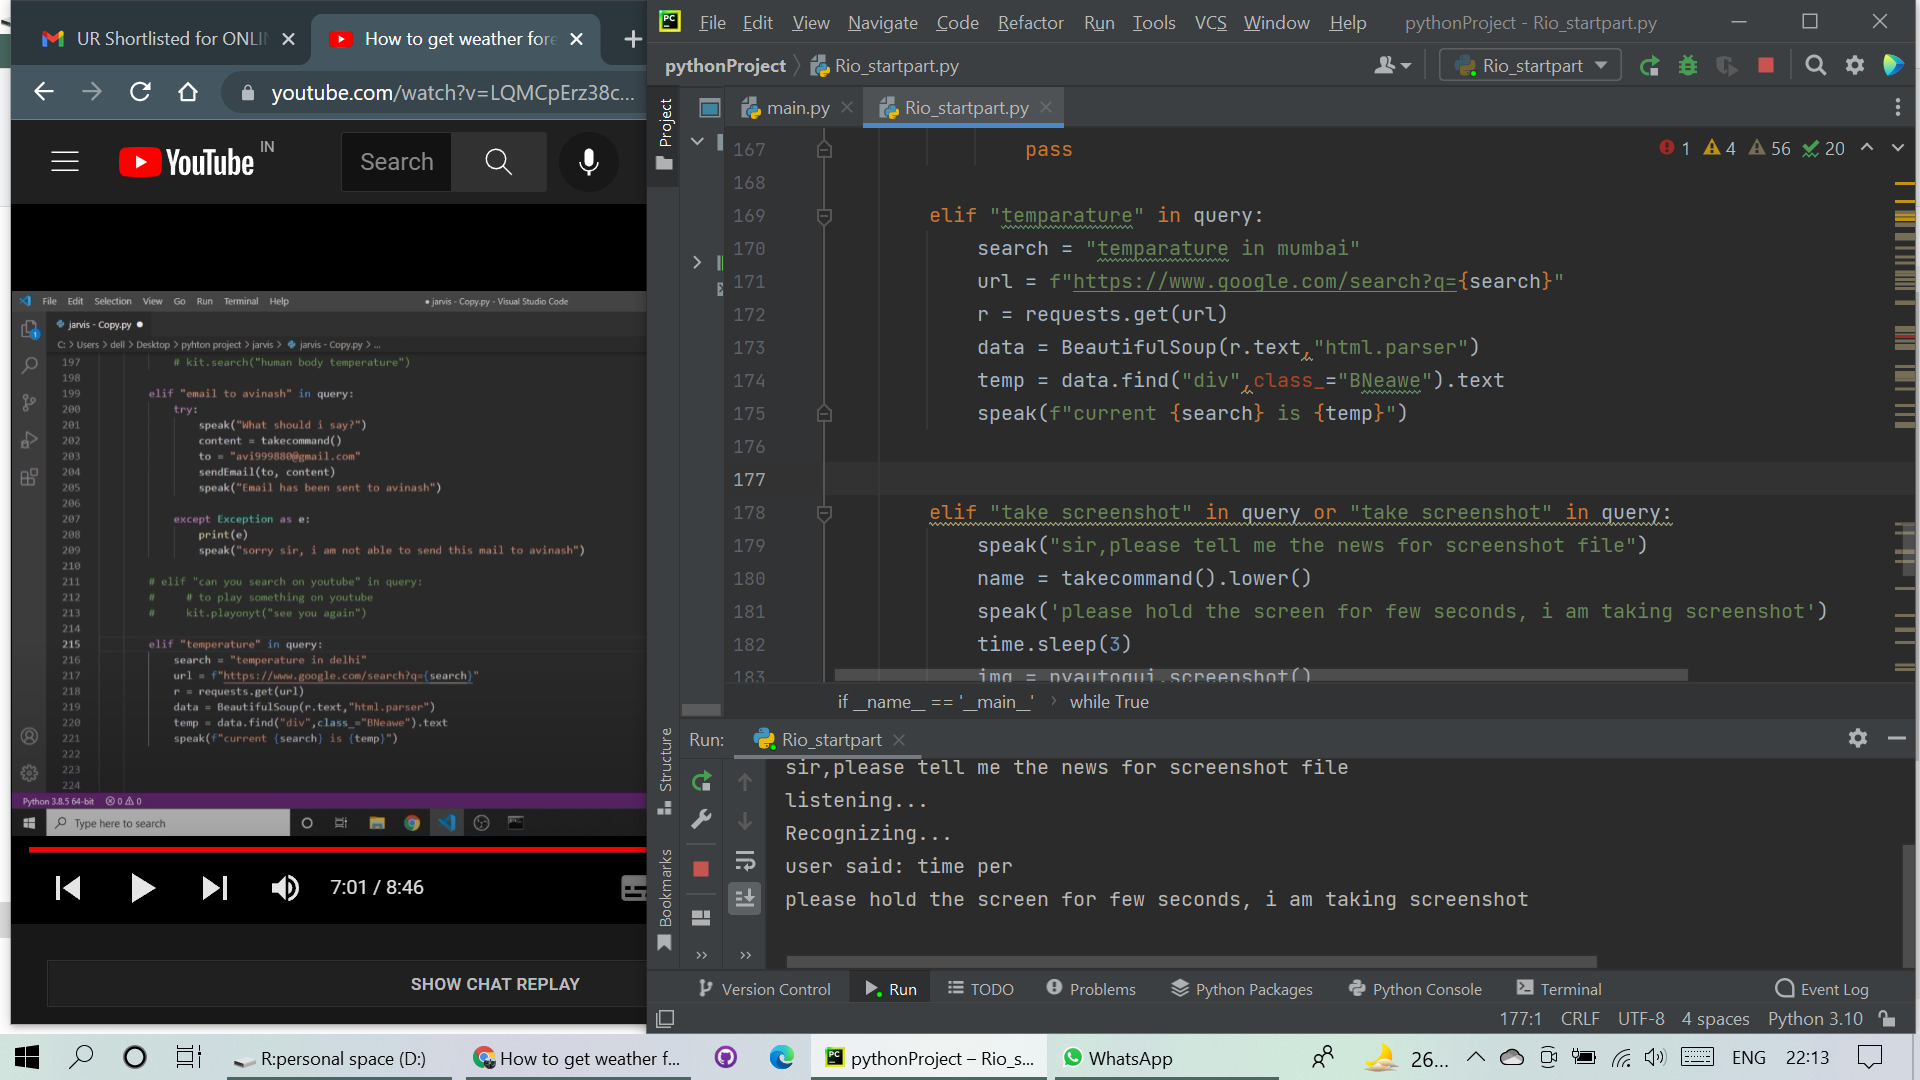 UR Shortlisted for ONLI
How to get weather fore
youtube.com/watch?v=LQMCpErz38c...
YouTube IN
Search
File Edit Selection View Go Run Terminal Help
● jarvis - Copy.py - Visual Studio Code
jarvis - Copy.py ●
C: > Users > dell > Desktop > pyhton project > jarvis > jarvis - Copy.py > ...
197 # kit.search("human body temperature")
198
199 elif "email to avinash" in query:
200 try:
201 speak("What should i say?")
202 content = takecommand()
203 to = "avi999880@gmail.com"
204 sendEmail(to, content)
205 speak("Email has been sent to avinash")
206
207 except Exception as e:
208 print(e)
209 speak("sorry sir, i am not able to send this mail to avinash")
210
211 # elif "can you search on youtube" in query:
212 # # to play something on youtube
213 # kit.playonyt("see you again")
214
215 elif "temperature" in query:
216 search = "temperature in delhi"
217 url = f"https://www.google.com/search?q={search}"
218 r = requests.get(url)
219 data = BeautifulSoup(r.text,"html.parser")
220 temp = data.find("div",class_="BNeawe").text
221 speak(f"current {search} is {temp}")
222
223
224
Python 3.8.5 64-bit 0 0
Type here to search
7:01 / 8:46
SHOW CHAT REPLAY
PC File Edit View Navigate Code Refactor Run Tools VCS Window Help pythonProject - Rio_startpart.py
pythonProject Rio_startpart.py
Rio_startpart
Project
main.py Rio_startpart.py
1 4 56 20
167 pass
168
169 elif "temparature" in query:
170 search = "temparature in mumbai"
171 url = f"https://www.google.com/search?q={search}"
172 r = requests.get(url)
173 data = BeautifulSoup(r.text,"html.parser")
174 temp = data.find("div",class_="BNeawe").text
175 speak(f"current {search} is {temp}")
176
177
178 elif "take screenshot" in query or "take screenshot" in query:
179 speak("sir,please tell me the news for screenshot file")
180 name = takecommand().lower()
181 speak('please hold the screen for few seconds, i am taking screenshot')
182 time.sleep(3)
183 img = pyautogui.screenshot()
if __name__ == '__main__' > while True
Structure
Bookmarks
Run: Rio_startpart
sir,please tell me the news for screenshot file
listening...
Recognizing...
user said: time per
please hold the screen for few seconds, i am taking screenshot
Version Control Run TODO Problems Python Packages Python Console Terminal Event Log
177:1 CRLF UTF-8 4 spaces Python 3.10
R:personal space (D:)
How to get weather f...
PC pythonProject – Rio_s...
WhatsApp
26...
ENG
22:13